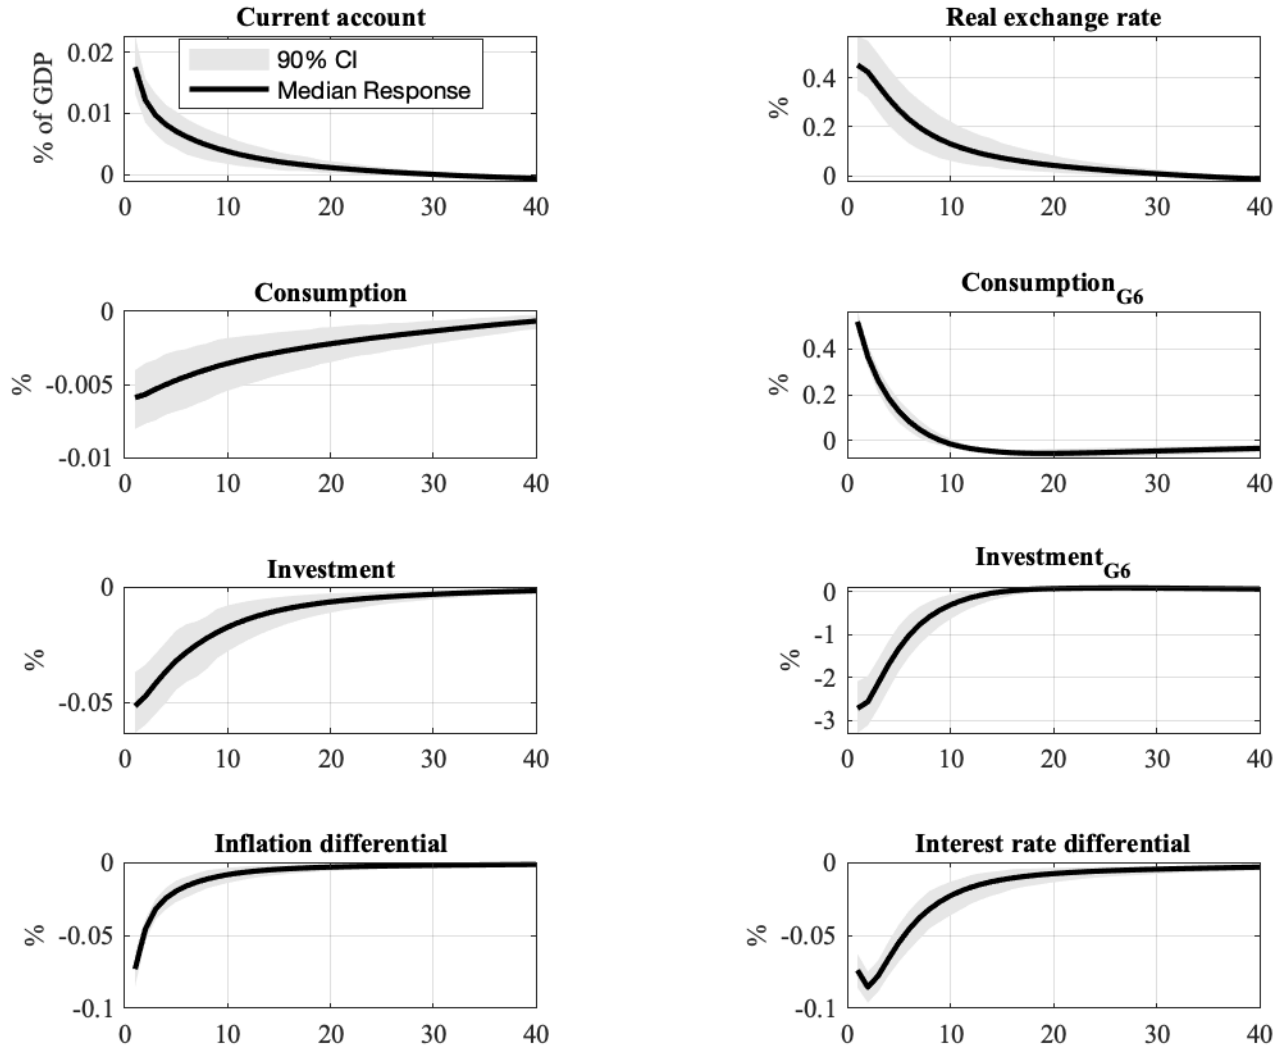 Current account
% of GDP
0.02
0.01
0
90% CI
Median Response
0 10 20 30 40
Real exchange rate
%
0.4
0.2
0
0 10 20 30 40
Consumption
%
0
-0.005
-0.01
0 10 20 30 40
Consumption_G6
%
0.4
0.2
0
0 10 20 30 40
Investment
%
0
-0.05
0 10 20 30 40
Investment_G6
%
0
-1
-2
-3
0 10 20 30 40
Inflation differential
%
0
-0.05
-0.1
0 10 20 30 40
Interest rate differential
%
0
-0.05
-0.1
0 10 20 30 40